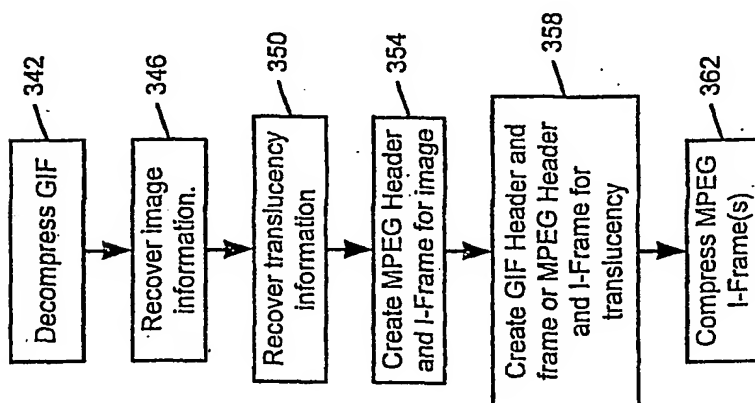 342
Decompress GIF
346
Recover image
information.
350
Recover translucency
information
354
Create MPEG Header
and I-Frame for image
358
Create GIF Header and
frame or MPEG Header
and I-Frame for
translucency
362
Compress MPEG
I-Frame(s)